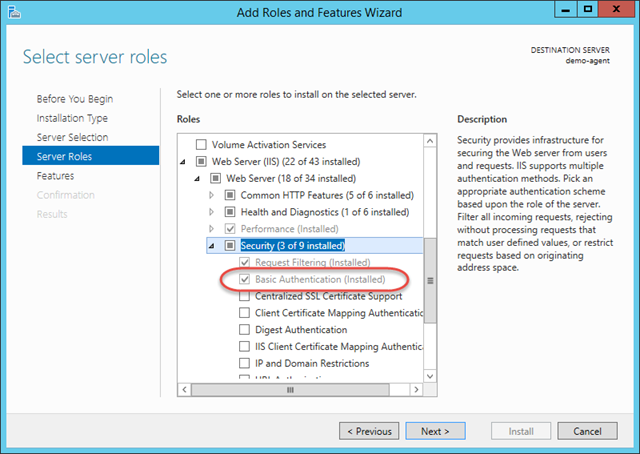 Add Roles and Features Wizard
Select server roles
DESTINATION SERVER
demo-agent
Before You Begin
Installation Type
Server Selection
Server Roles
Features
Confirmation
Results
Select one or more roles to install on the selected server.
Roles
Volume Activation Services
Web Server (IIS) (22 of 43 installed)
Web Server (18 of 34 installed)
Common HTTP Features (5 of 6 installed)
Health and Diagnostics (1 of 6 installed)
Performance (Installed)
Security (3 of 9 installed)
Request Filtering (Installed)
Basic Authentication (Installed)
Centralized SSL Certificate Support
Client Certificate Mapping Authentication
Digest Authentication
IIS Client Certificate Mapping Authentica
IP and Domain Restrictions
Description
Security provides infrastructure for
securing the Web server from users
and requests. IIS supports multiple
authentication methods. Pick an
appropriate authentication scheme
based upon the role of the server.
Filter all incoming requests, rejecting
without processing requests that
match user defined values, or restrict
requests based on originating
address space.
< Previous
Next >
Install
Cancel